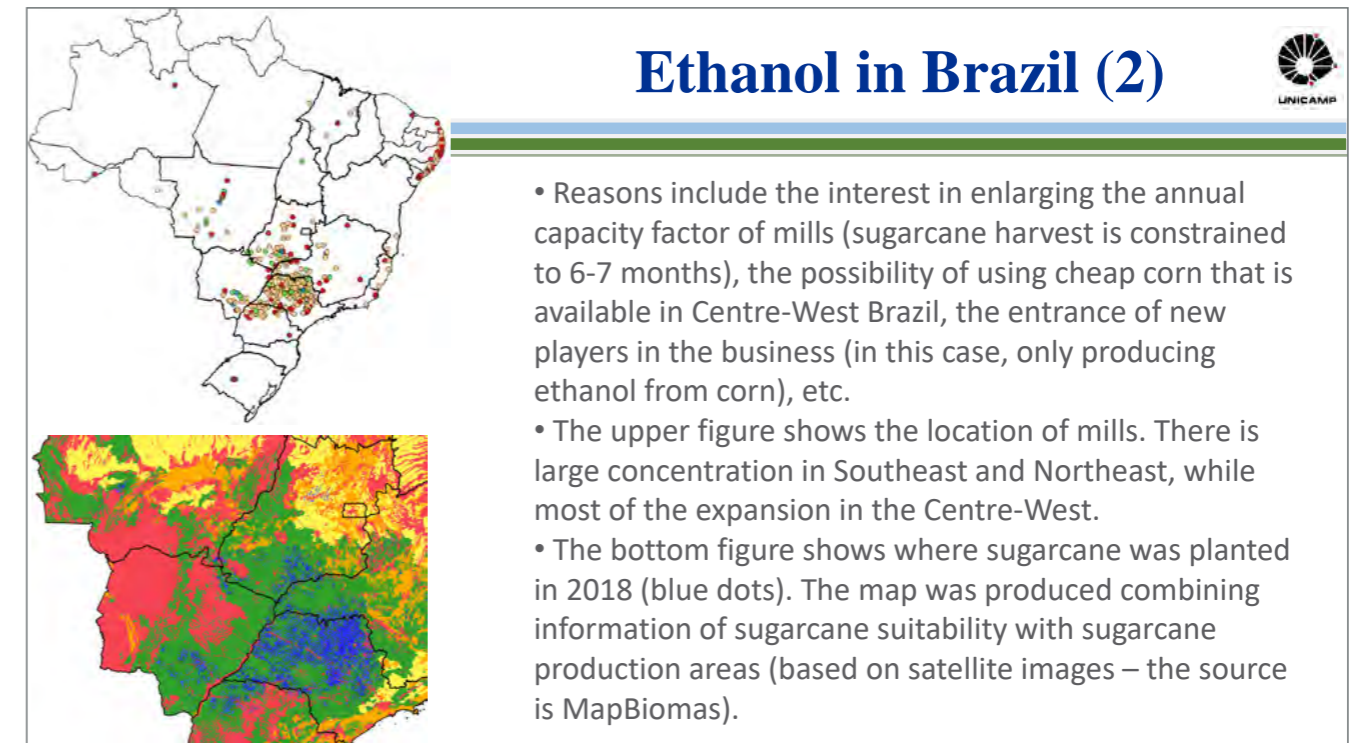 Ethanol in Brazil (2)
UNICAMP
• Reasons include the interest in enlarging the annual
capacity factor of mills (sugarcane harvest is constrained
to 6-7 months), the possibility of using cheap corn that is
available in Centre-West Brazil, the entrance of new
players in the business (in this case, only producing
ethanol from corn), etc.
• The upper figure shows the location of mills. There is
large concentration in Southeast and Northeast, while
most of the expansion in the Centre-West.
• The bottom figure shows where sugarcane was planted
in 2018 (blue dots). The map was produced combining
information of sugarcane suitability with sugarcane
production areas (based on satellite images – the source
is MapBiomas).